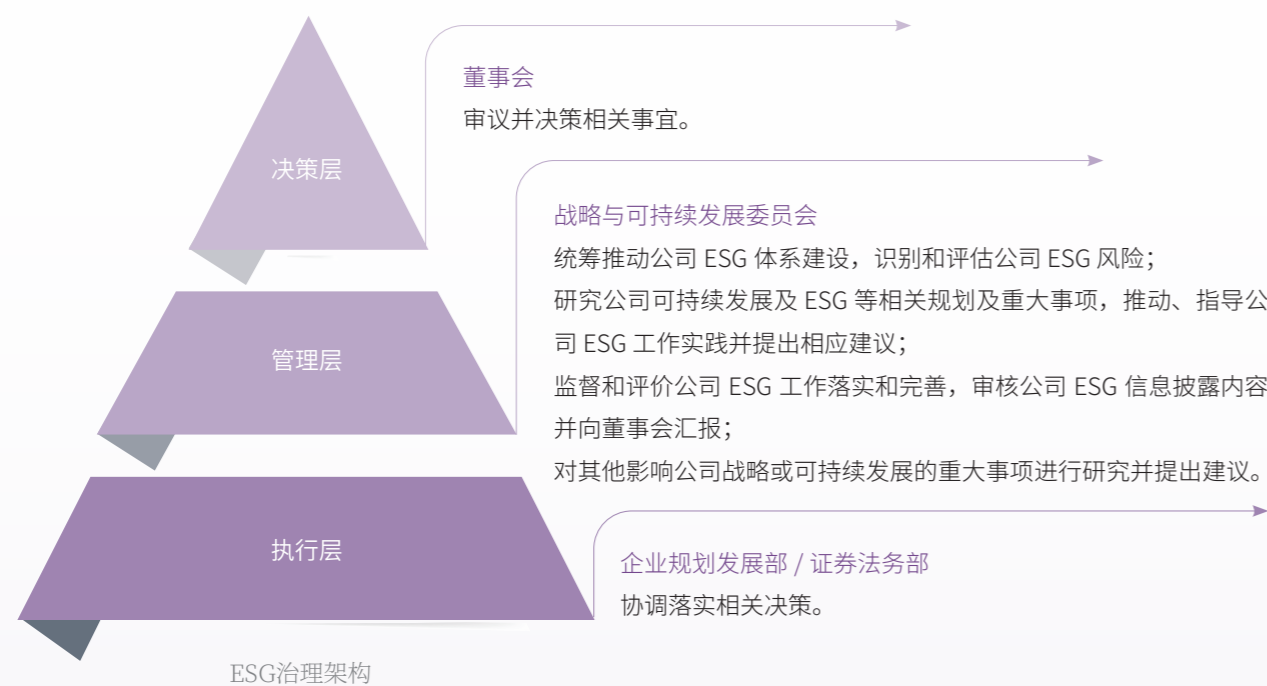 董事会
审议并决策相关事宜。
决策层
战略与可持续发展委员会
统筹推动公司 ESG 体系建设，识别和评估公司 ESG 风险；
研究公司可持续发展及 ESG 等相关规划及重大事项，推动、指导公
司 ESG 工作实践并提出相应建议；
监督和评价公司 ESG 工作落实和完善，审核公司 ESG 信息披露内容
并向董事会汇报；
对其他影响公司战略或可持续发展的重大事项进行研究并提出建议。
管理层
企业规划发展部 / 证券法务部
协调落实相关决策。
执行层
ESG治理架构